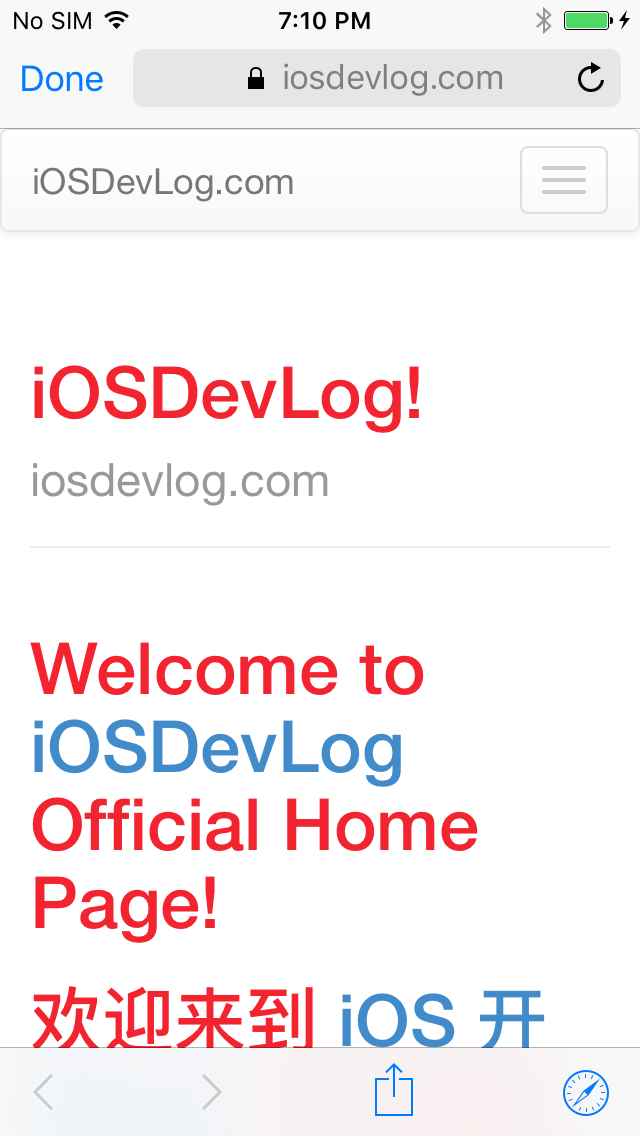 No SIM 7:10 PM
Done iosdevlog.com
iOSDevLog.com
iOSDevLog!
iosdevlog.com
Welcome to
iOSDevLog
Official Home
Page!
欢迎来到 iOS 开